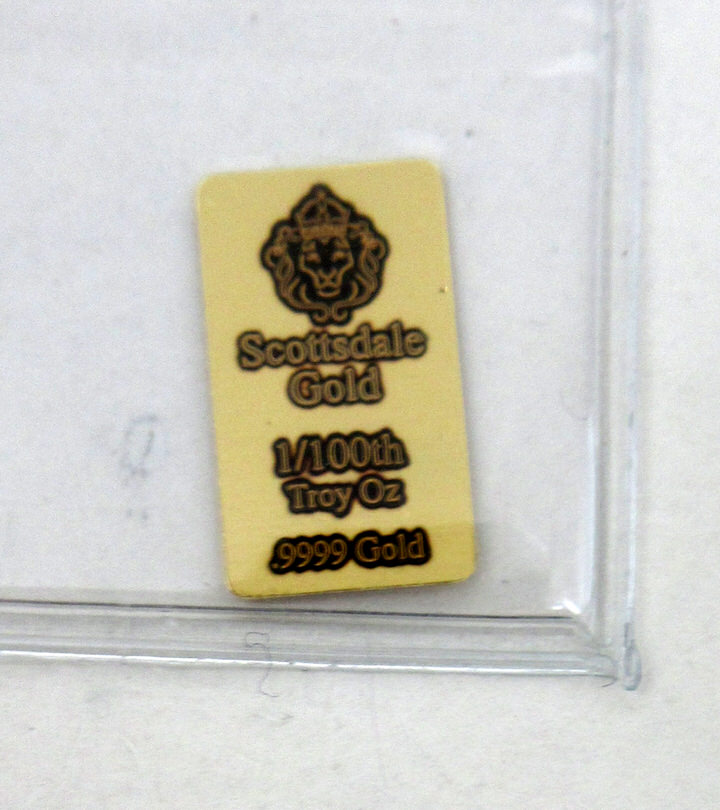 Scottsdale
Gold
1/100th
Troy Oz
.9999 Gold